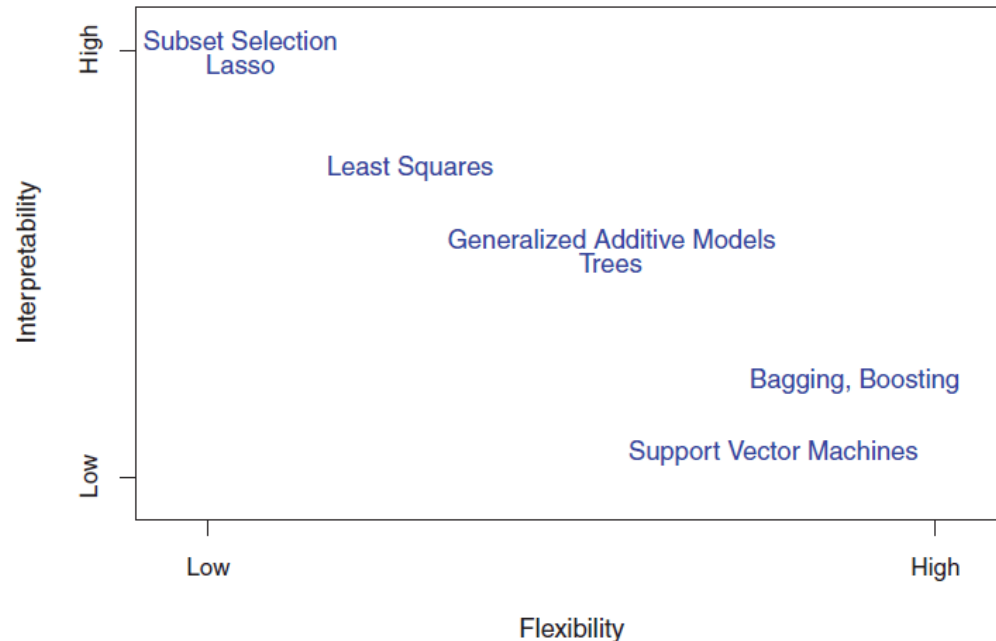 High
Subset Selection
Lasso
Least Squares
Interpretability
Generalized Additive Models
Trees
Bagging, Boosting
Support Vector Machines
Low
Low
High
Flexibility